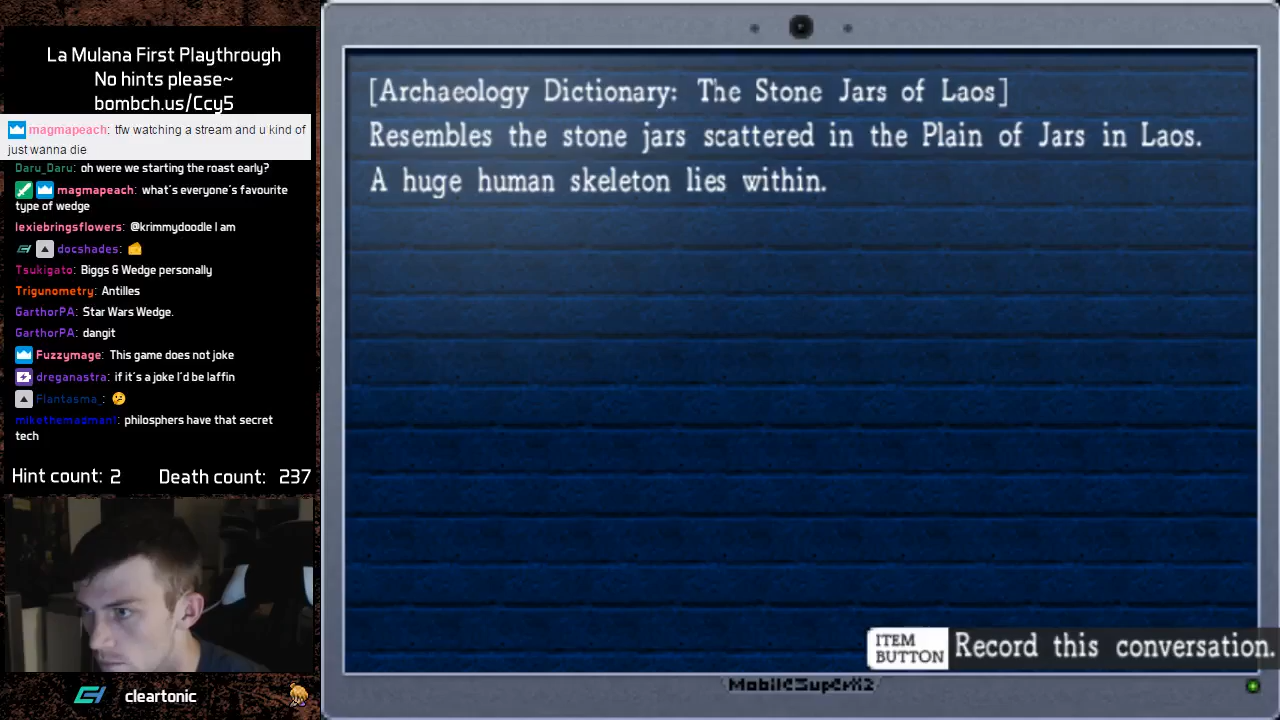 La Mulana First Playthrough
No hints please~
bombch.us/Ccy5
magmapeach: tfw watching a stream and u kind of
just wanna die
Daru_Daru: oh were we starting the roast early?
magmapeach: what's everyone's favourite
type of wedge
lexiebringsflowers: @krimmydoodle I am
docshades:
Tsukigato: Biggs & Wedge personally
Trigunometry: Antilles
GarthorPA: Star Wars Wedge.
GarthorPA: dangit
Fuzzymage: This game does not joke
dreganastra: if it's a joke I'd be laffin
Flantasma_:
mikethemadman1: philosphers have that secret
tech
Hint count: 2 Death count: 237
cleartonic
[Archaeology Dictionary: The Stone Jars of Laos]
Resembles the stone jars scattered in the Plain of Jars in Laos.
A huge human skeleton lies within.
ITEM
BUTTON
Record this conversation.
MobileSuperX2